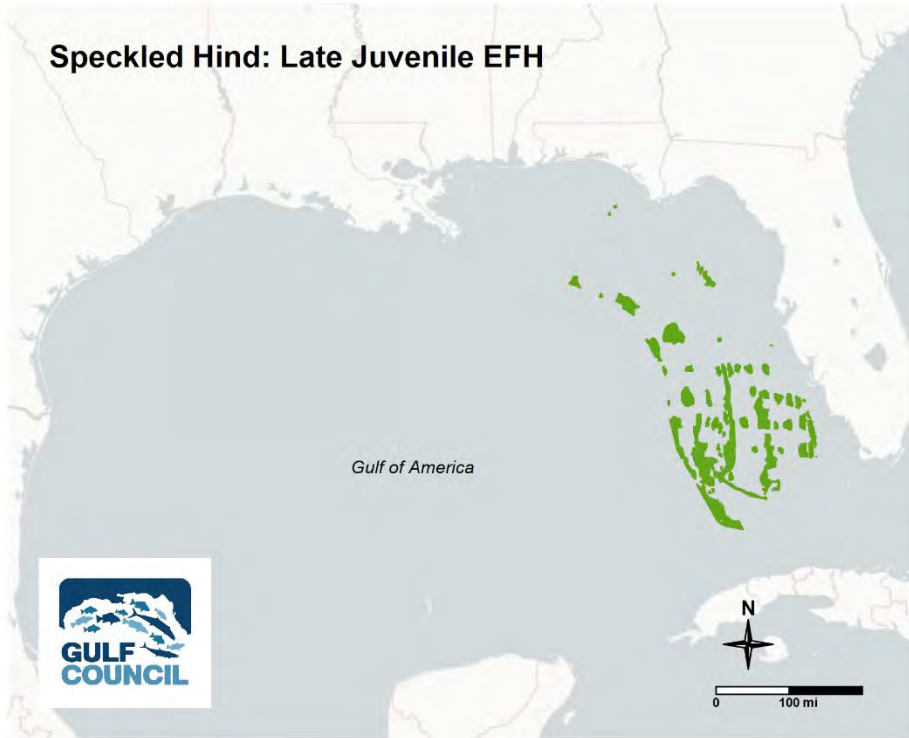 Speckled Hind: Late Juvenile EFH
Gulf of America
GULF
COUNCIL
N
0 100 mi